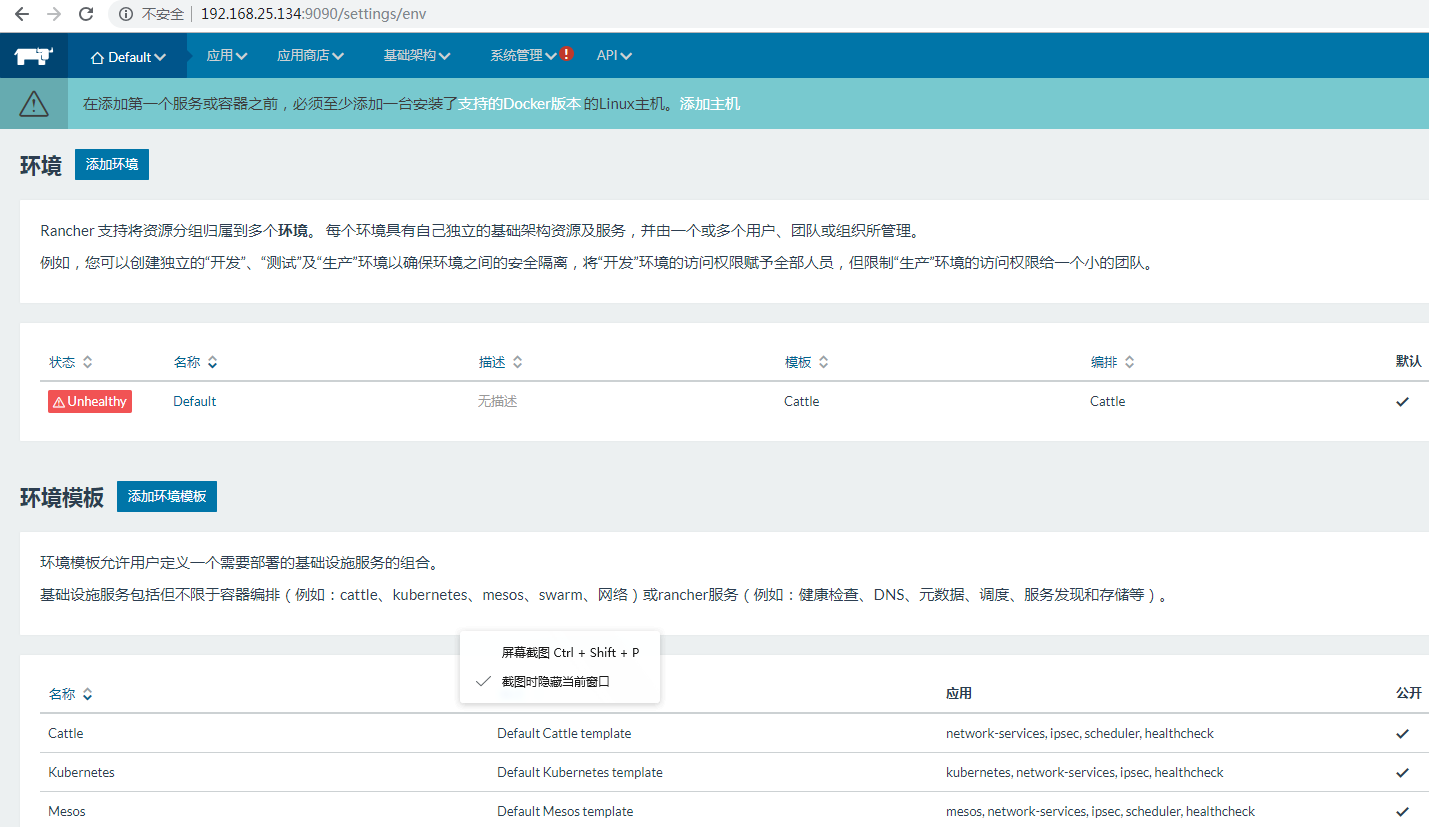 不安全 192.168.25.134:9090/settings/env
Default 应用 应用商店 基础架构 系统管理 ! API
在添加第一个服务或容器之前，必须至少添加一台安装了支持的Docker版本 的Linux主机。 添加主机
环境 添加环境
Rancher 支持将资源分组归属到多个环境。 每个环境具有自己独立的基础架构资源及服务，并由一个或多个用户、团队或组织所管理。
例如，您可以创建独立的“开发”、“测试”及“生产”环境以确保环境之间的安全隔离，将“开发”环境的访问权限赋予全部人员，但限制“生产”环境的访问权限给一个小的团队。
状态 名称 描述 模板 编排 默认
Unhealthy Default 无描述 Cattle Cattle
环境模板 添加环境模板
环境模板允许用户定义一个需要部署的基础设施服务的组合。
基础设施服务包括但不限于容器编排（例如：cattle、kubernetes、mesos、swarm、网络）或rancher服务（例如：健康检查、DNS、元数据、调度、服务发现和存储等）。
屏幕截图 Ctrl + Shift + P
截图时隐藏当前窗口
名称 应用 公开
Cattle Default Cattle template network-services, ipsec, scheduler, healthcheck
Kubernetes Default Kubernetes template kubernetes, network-services, ipsec, healthcheck
Mesos Default Mesos template mesos, network-services, ipsec, scheduler, healthcheck